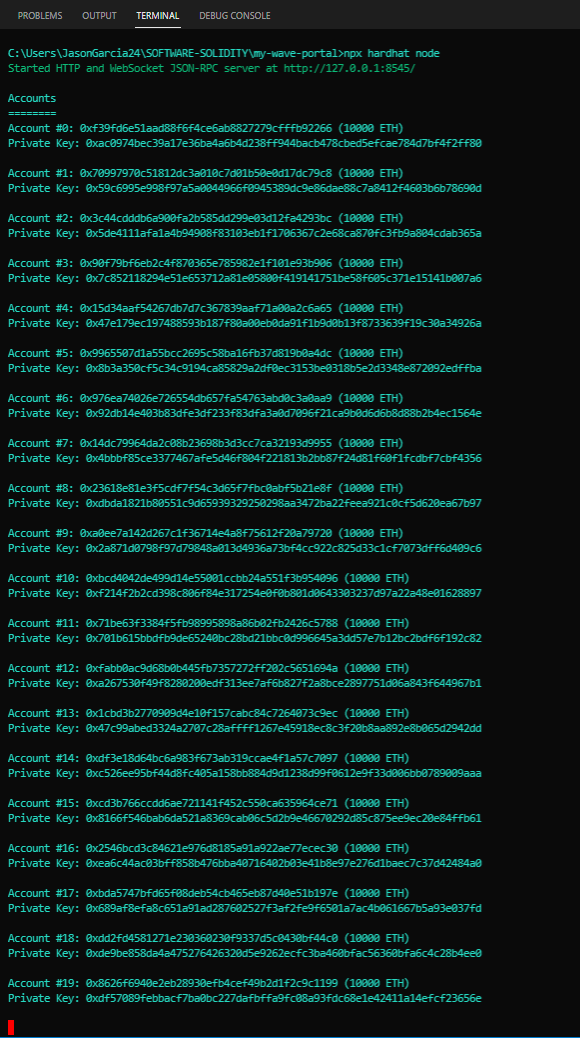 PROBLEMS OUTPUT TERMINAL DEBUG CONSOLE
C:\Users\JasonGarcia24\SOFTWARE-SOLIDITY\my-wave-portal>npx hardhat node
Started HTTP and WebSocket JSON-RPC server at http://127.0.0.1:8545/
Accounts
========
Account #0: 0xf39fd6e51aad88f6f4ce6ab8827279cfffb92266 (10000 ETH)
Private Key: 0xac0974bec39a17e36ba4a6b4d238ff944bacb478cbed5efcae784d7bf4f2ff80
Account #1: 0x70997970c51812dc3a010c7d01b50e0d17dc79c8 (10000 ETH)
Private Key: 0x59c6995e998f97a5a0044966f0945389dc9e86dae88c7a8412f4603b6b78690d
Account #2: 0x3c44cdddb6a900fa2b585dd299e03d12fa4293bc (10000 ETH)
Private Key: 0x5de4111afa1a4b94908f83103eb1f1706367c2e68ca870fc3fb9a804cdab365a
Account #3: 0x90f79bf6eb2c4f870365e785982e1f101e93b906 (10000 ETH)
Private Key: 0x7c852118294e51e653712a81e05800f419141751be58f605c371e15141b007a6
Account #4: 0x15d34aaf54267db7d7c367839aaf71a00a2c6a65 (10000 ETH)
Private Key: 0x47e179ec197488593b187f80a00eb0da91f1b9d0b13f8733639f19c30a34926a
Account #5: 0x9965507d1a55bcc2695c58ba16fb37d819b0a4dc (10000 ETH)
Private Key: 0x8b3a350cf5c34c9194ca85829a2df0ec3153be0318b5e2d3348e872092edffba
Account #6: 0x976ea74026e726554db657fa54763abd0c3a0aa9 (10000 ETH)
Private Key: 0x92db14e403b83dfe3df233f83dfa3a0d7096f21ca9b0d6d6b8d88b2b4ec1564e
Account #7: 0x14dc79964da2c08b23698b3d3cc7ca32193d9955 (10000 ETH)
Private Key: 0x4bbbf85ce3377467afe5d46f804f221813b2bb87f24d81f60f1fcdbf7cbf4356
Account #8: 0x23618e81e3f5cdf7f54c3d65f7fbc0abf5b21e8f (10000 ETH)
Private Key: 0xdbda1821b80551c9d65939329250298aa3472ba22feea921c0cf5d620ea67b97
Account #9: 0xa0ee7a142d267c1f36714e4a8f75612f20a79720 (10000 ETH)
Private Key: 0x2a871d0798f97d79848a013d4936a73bf4cc922c825d33c1cf7073dff6d409c6
Account #10: 0xbcd4042de499d14e55001ccbb24a551f3b954096 (10000 ETH)
Private Key: 0xf214f2b2cd398c806f84e317254e0f0b801d0643303237d97a22a48e01628897
Account #11: 0x71be63f3384f5fb98995898a86b02fb2426c5788 (10000 ETH)
Private Key: 0x701b615bbdfb9de65240bc28bd21bbc0d996645a3dd57e7b12bc2bdf6f192c82
Account #12: 0xfabb0ac9d68b0b445fb7357272ff202c5651694a (10000 ETH)
Private Key: 0xa267530f49f8280200edf313ee7af6b827f2a8bce2897751d06a843f644967b1
Account #13: 0x1cbd3b2770909d4e10f157cabc84c7264073c9ec (10000 ETH)
Private Key: 0x47c99abed3324a2707c28affff1267e45918ec8c3f20b8aa892e8b065d2942dd
Account #14: 0xdf3e18d64bc6a983f673ab319ccae4f1a57c7097 (10000 ETH)
Private Key: 0xc526ee95bf44d8fc405a158bb884d9d1238d99f0612e9f33d006bb0789009aaa
Account #15: 0xcd3b766ccdd6ae721141f452c550ca635964ce71 (10000 ETH)
Private Key: 0x8166f546bab6da521a8369cab06c5d2b9e46670292d85c875ee9ec20e84ffb61
Account #16: 0x2546bcd3c84621e976d8185a91a922ae77ecec30 (10000 ETH)
Private Key: 0xea6c44ac03bff858b476bba40716402b03e41b8e97e276d1baec7c37d42484a0
Account #17: 0xbda5747bfd65f08deb54cb465eb87d40e51b197e (10000 ETH)
Private Key: 0x689af8efa8c651a91ad287602527f3af2fe9f6501a7ac4b061667b5a93e037fd
Account #18: 0xdd2fd4581271e230360230f9337d5c0430bf44c0 (10000 ETH)
Private Key: 0xde9be858da4a475276426320d5e9262ecfc3ba460bfac56360bfa6c4c28b4ee0
Account #19: 0x8626f6940e2eb28930efb4cef49b2d1f2c9c1199 (10000 ETH)
Private Key: 0xdf57089febbacf7ba0bc227dafbffa9fc08a93fdc68e1e42411a14efcf23656e